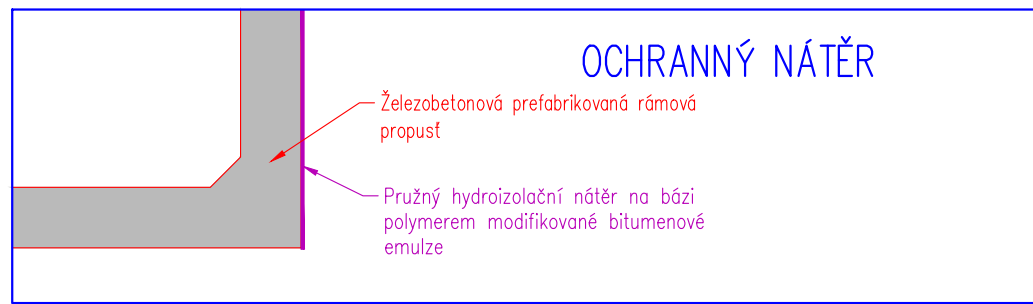 OCHRANNÝ NÁTĚR
Železobetonová prefabrikovaná rámová
propusť
Pružný hydroizolační nátěr na bázi
polymerem modifikované bitumenové
emulze